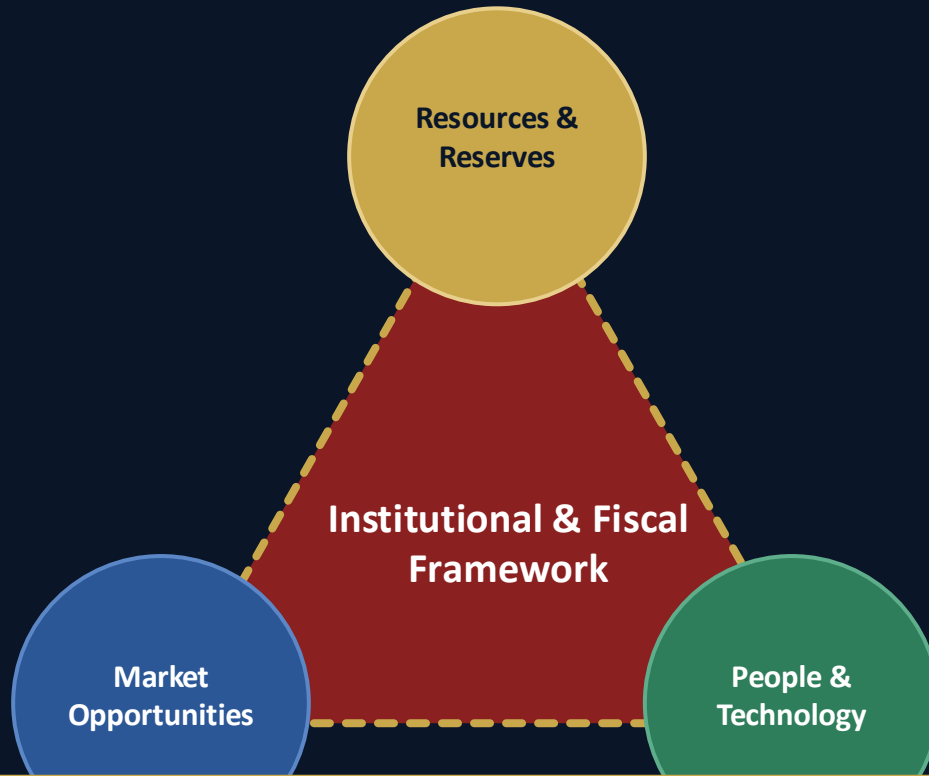 Resources &
Reserves
Institutional & Fiscal
Framework
Market
Opportunities
People &
Technology